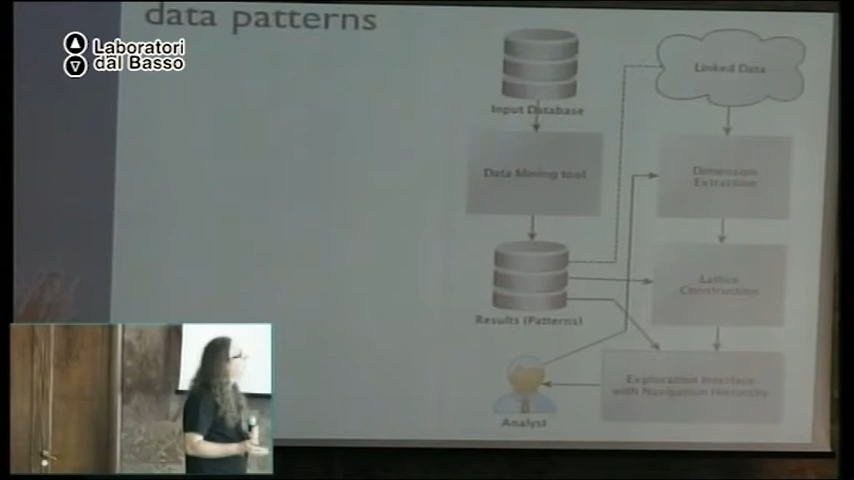 data patterns
Laboratori
dal Basso
Input Database
Linked Data
Data Mining tool
Dimension
Extraction
Results (Patterns)
Lattice
Construction
Analyst
Exploration Interface
with Navigation Hierarchy